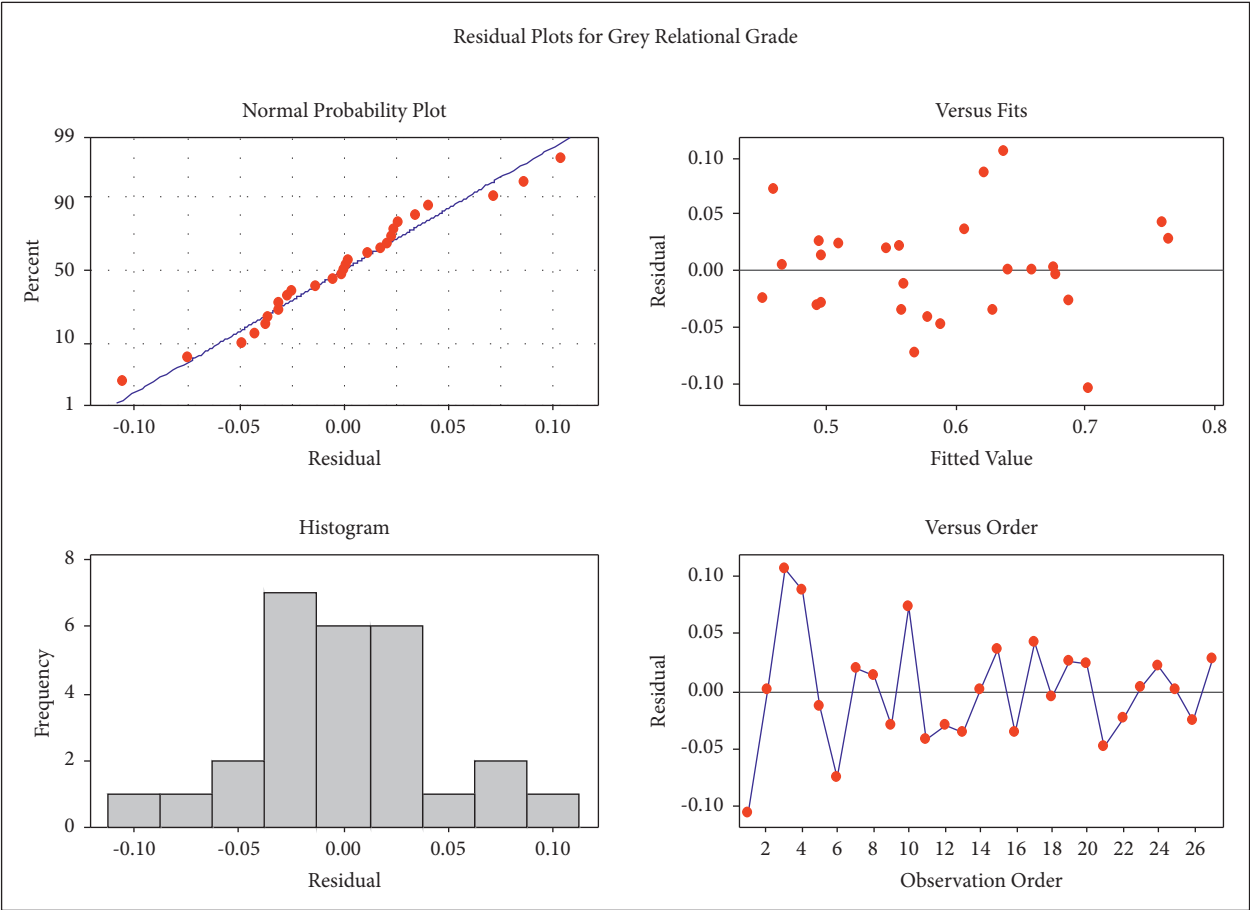 Residual Plots for Grey Relational Grade
Normal Probability Plot
99
90
50
10
1
Percent
-0.10 -0.05 0.00 0.05 0.10
Residual
Versus Fits
0.10
0.05
0.00
-0.05
-0.10
Residual
0.5 0.6 0.7 0.8
Fitted Value
Histogram
8
6
4
2
0
Frequency
-0.10 -0.05 0.00 0.05 0.10
Residual
Versus Order
0.10
0.05
0.00
-0.05
-0.10
Residual
2 4 6 8 10 12 14 16 18 20 22 24 26
Observation Order